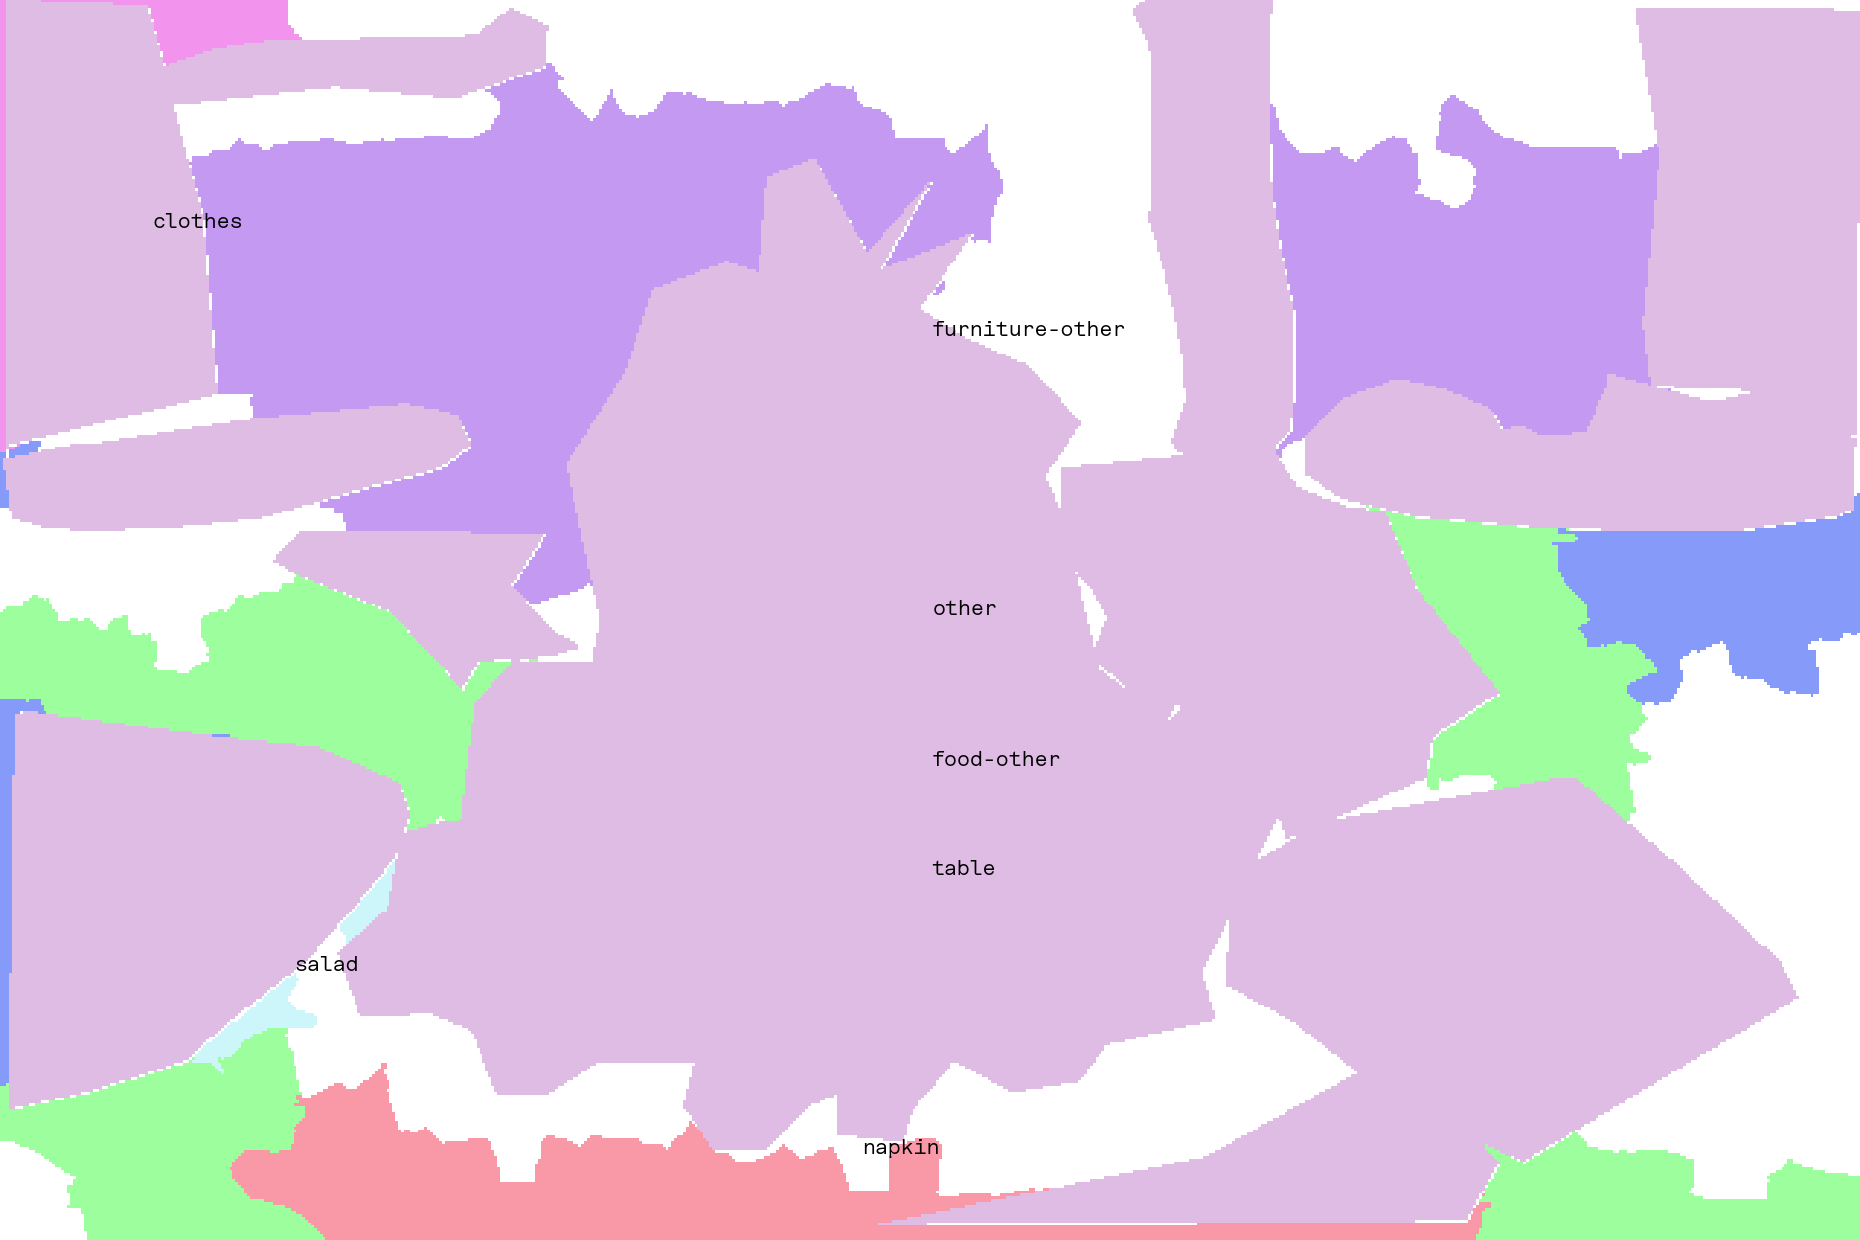 clothes
furniture-other
other
food-other
table
salad
napkin